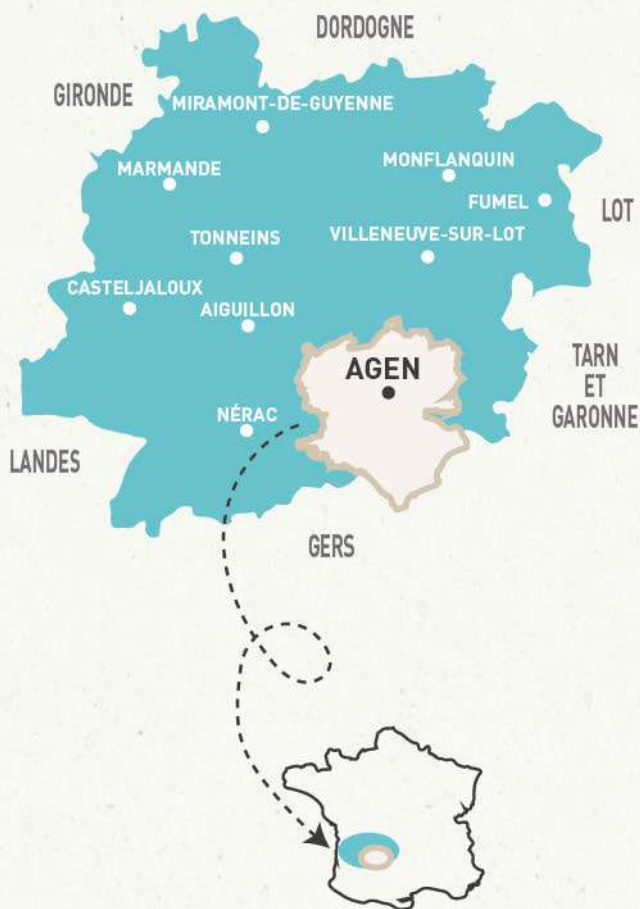 DORDOGNE
GIRONDE
MIRAMONT-DE-GUYENNE
MARMANDE
MONFLANQUIN
FUMEL
LOT
TONNEINS
VILLENEUVE-SUR-LOT
CASTELJALOUX
AIGUILLON
AGEN
TARN
ET
GARONNE
NÉRAC
LANDES
GERS